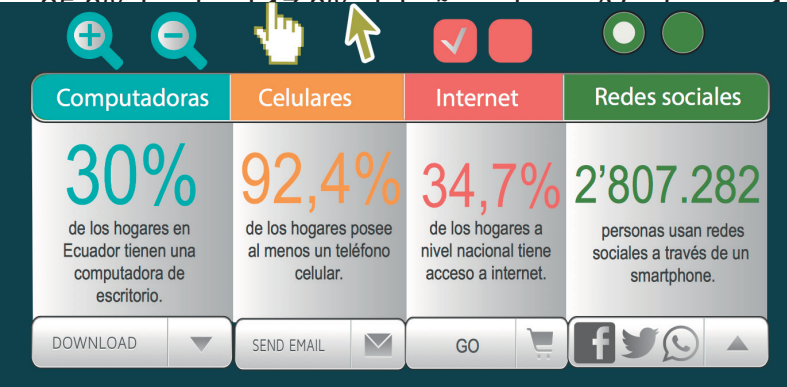 Computadoras
Celulares
Internet
Redes sociales
30%
de los hogares en
Ecuador tienen una
computadora de
escritorio.
92,4%
de los hogares posee
al menos un teléfono
celular.
34,7%
de los hogares a
nivel nacional tiene
acceso a internet.
2'807.282
personas usan redes
sociales a través de un
smartphone.
DOWNLOAD
SEND EMAIL
GO